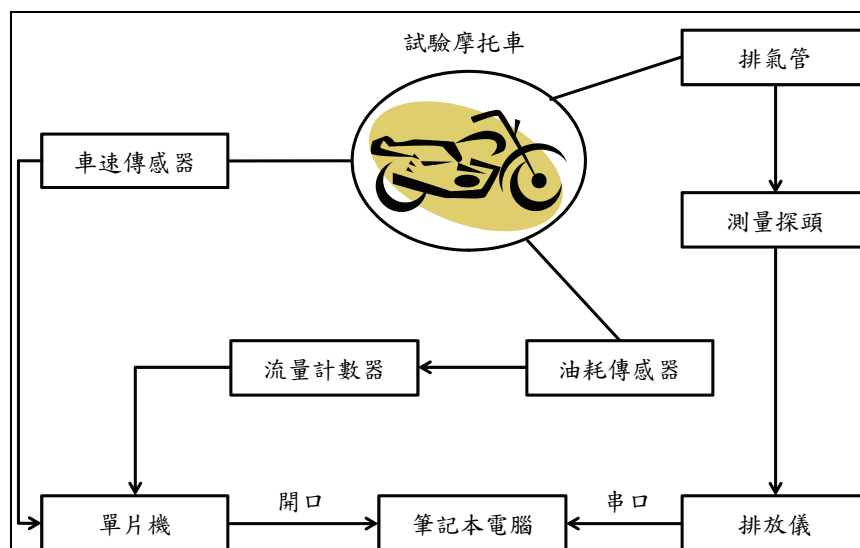 試驗摩托車
排氣管
車速傳感器
測量探頭
流量計數器
油耗傳感器
單片機
開口
筆記本電腦
串口
排放儀